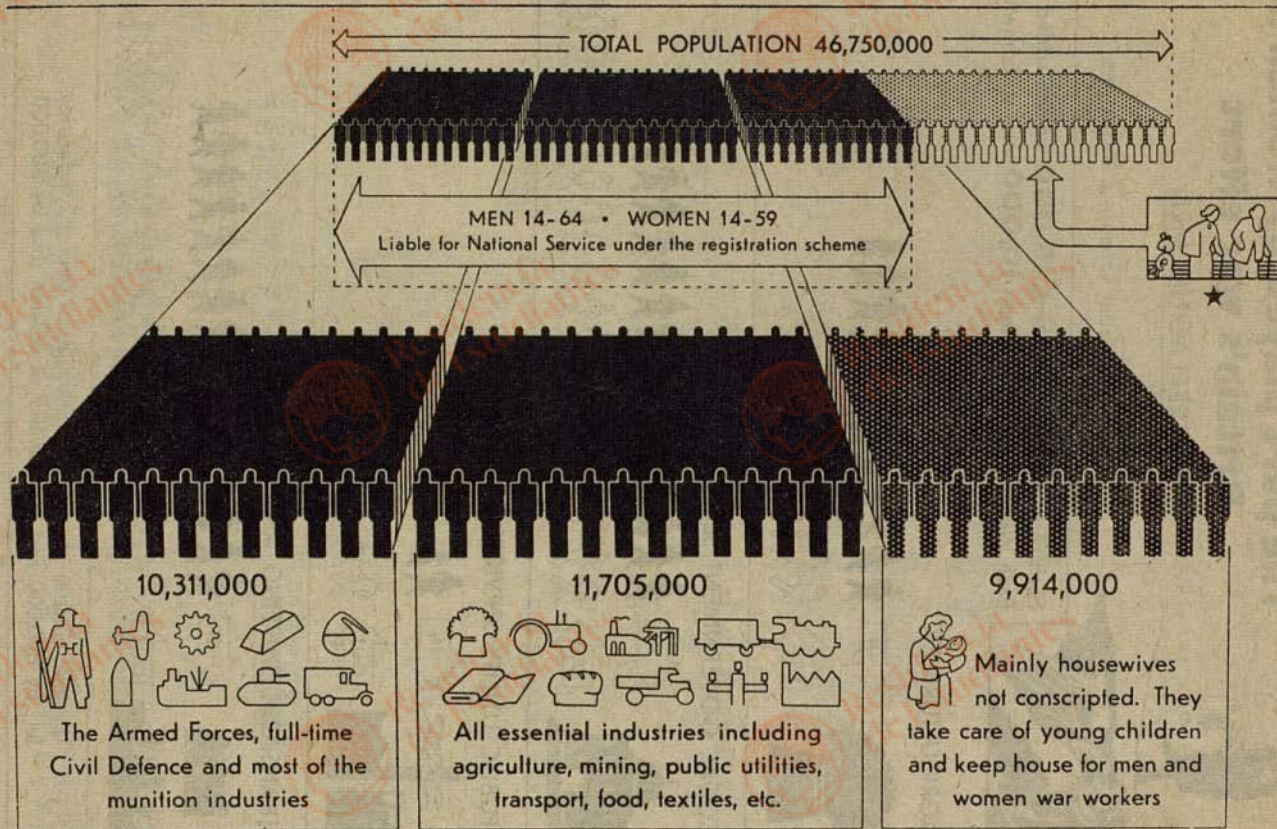 TOTAL POPULATION 46,750,000
MEN 14-64 • WOMEN 14-59
Liable for National Service under the registration scheme
★
10,311,000
The Armed Forces, full-time
Civil Defence and most of the
munition industries
11,705,000
All essential industries including
agriculture, mining, public utilities,
transport, food, textiles, etc.
9,914,000
Mainly housewives
not conscripted. They
take care of young children
and keep house for men and
women war workers
Residencia
de Estudiantes